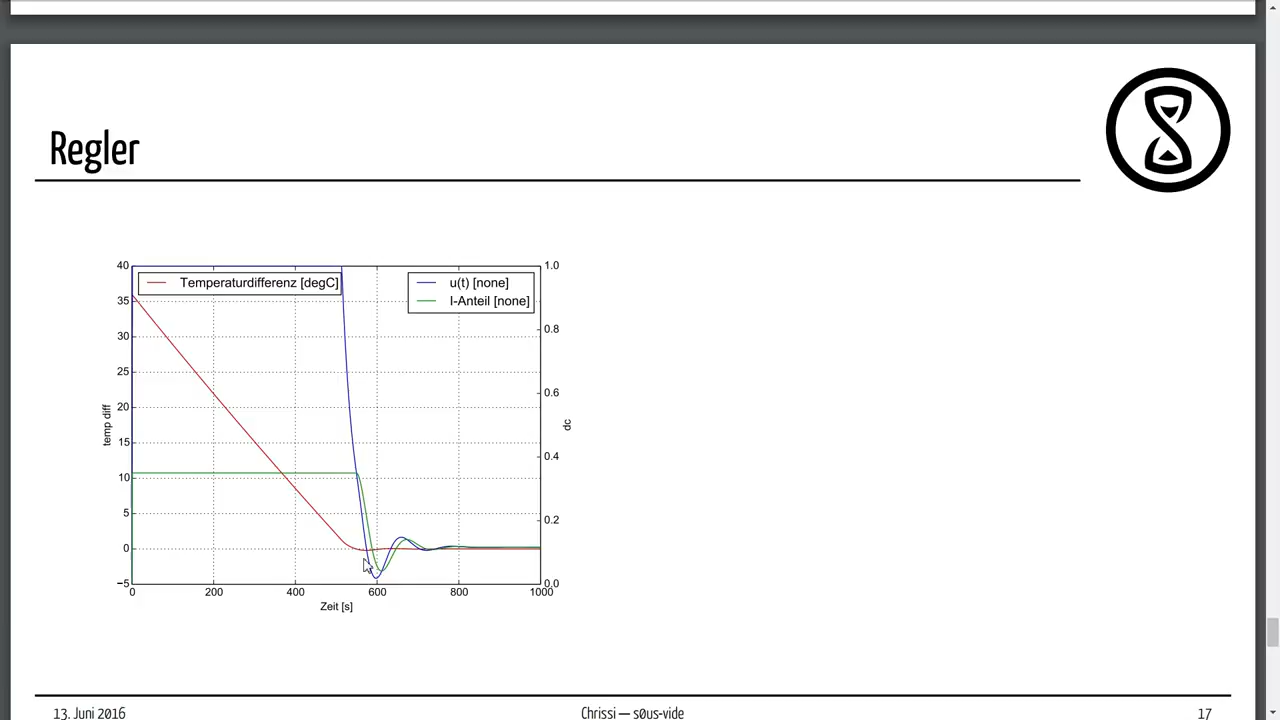 Regler
Temperaturdifferenz [degC]
u(t) [none]
I-Anteil [none]
40
35
30
25
20
15
10
5
0
−5
temp diff
1.0
0.8
0.6
0.4
0.2
0.0
dc
0 200 400 600 800 1000
Zeit [s]
13. Juni 2016 Chrissi — s0us-vide 17